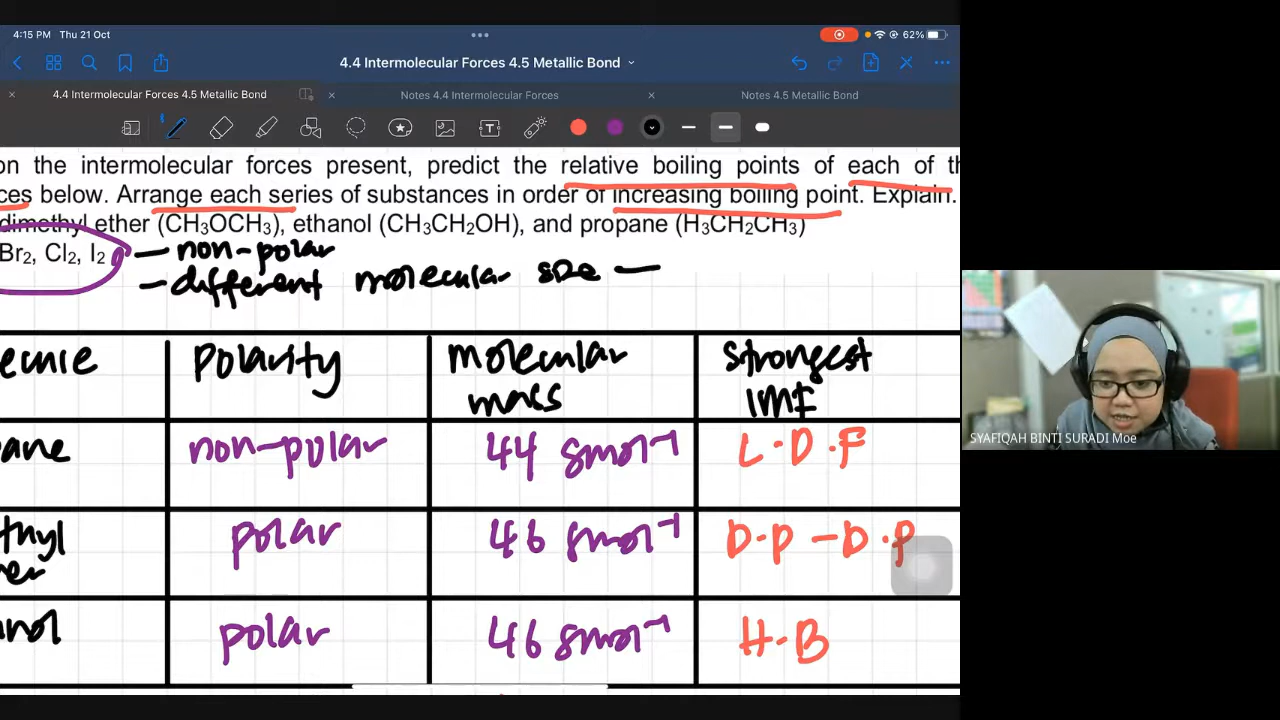 4:15 PM Thu 21 Oct
62%
4.4 Intermolecular Forces 4.5 Metallic Bond
4.4 Intermolecular Forces 4.5 Metallic Bond
Notes 4.4 Intermolecular Forces
Notes 4.5 Metallic Bond
on the intermolecular forces present, predict the relative boiling points of each of th
ces below. Arrange each series of substances in order of increasing boiling point. Explain.
dimethyl ether (CH3OCH3), ethanol (CH3CH2OH), and propane (H3CH2CH3)
Br2, Cl2, I2 — non-polar
— different molecular size —
ecule Polarity molecular mass strongest IMF
ane non-polar 44 gmol⁻¹ L.D.F
thyl er polar 46 gmol⁻¹ D.P – D.P
anol polar 46 gmol⁻¹ H-B
SYAFIQAH BINTI SURADI Moe